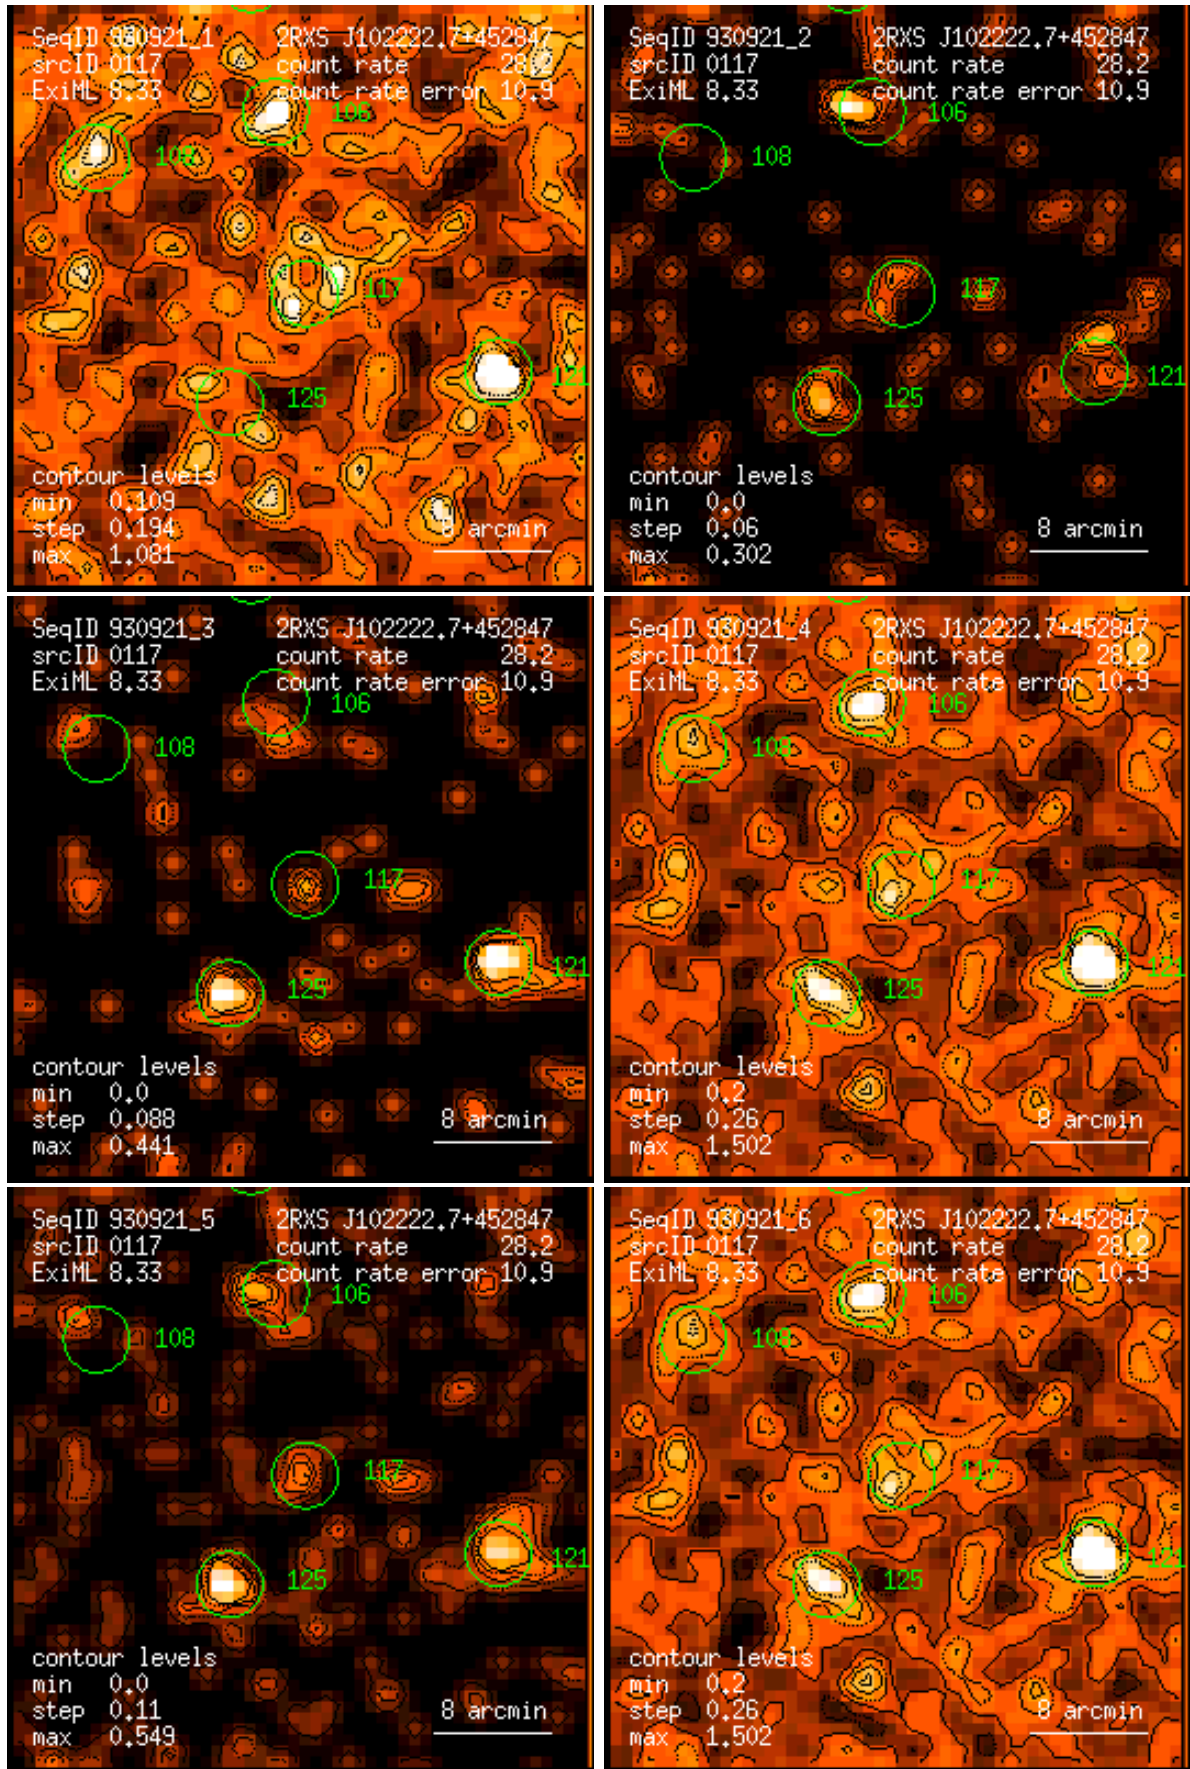 SeqID 930921_1 2RXS J102222.7+452847
srcID 0117 count rate 28.2
ExiML 8.33 count rate error 10.9
106
108
117
121
125
contour levels
min 0.109
step 0.194
max 1.081
8 arcmin
SeqID 930921_2 2RXS J102222.7+452847
srcID 0117 count rate 28.2
ExiML 8.33 count rate error 10.9
106
108
117
121
125
contour levels
min 0.0
step 0.06
max 0.302
8 arcmin
SeqID 930921_3 2RXS J102222.7+452847
srcID 0117 count rate 28.2
ExiML 8.33 count rate error 10.9
106
108
117
121
125
contour levels
min 0.0
step 0.088
max 0.441
8 arcmin
SeqID 930921_4 2RXS J102222.7+452847
srcID 0117 count rate 28.2
ExiML 8.33 count rate error 10.9
106
108
117
121
125
contour levels
min 0.2
step 0.26
max 1.502
8 arcmin
SeqID 930921_5 2RXS J102222.7+452847
srcID 0117 count rate 28.2
ExiML 8.33 count rate error 10.9
106
108
117
121
125
contour levels
min 0.0
step 0.11
max 0.549
8 arcmin
SeqID 930921_6 2RXS J102222.7+452847
srcID 0117 count rate 28.2
ExiML 8.33 count rate error 10.9
106
108
117
121
125
contour levels
min 0.2
step 0.26
max 1.502
8 arcmin